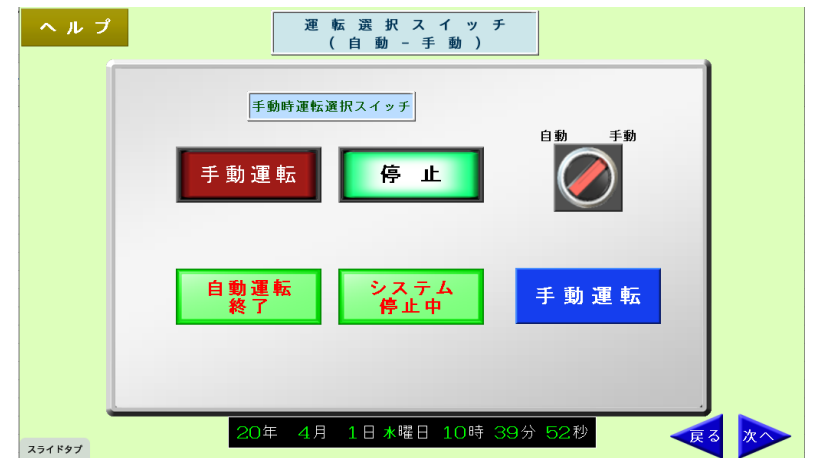 ヘルプ
運転選択スイッチ
(自動-手動)
手動時運転選択スイッチ
自動 手動
手動運転
停止
自動運転
終了
システム
停止中
手動運転
20年 4月 1日水曜日 10時 39分 52秒
戻る
次へ
スライドタブ